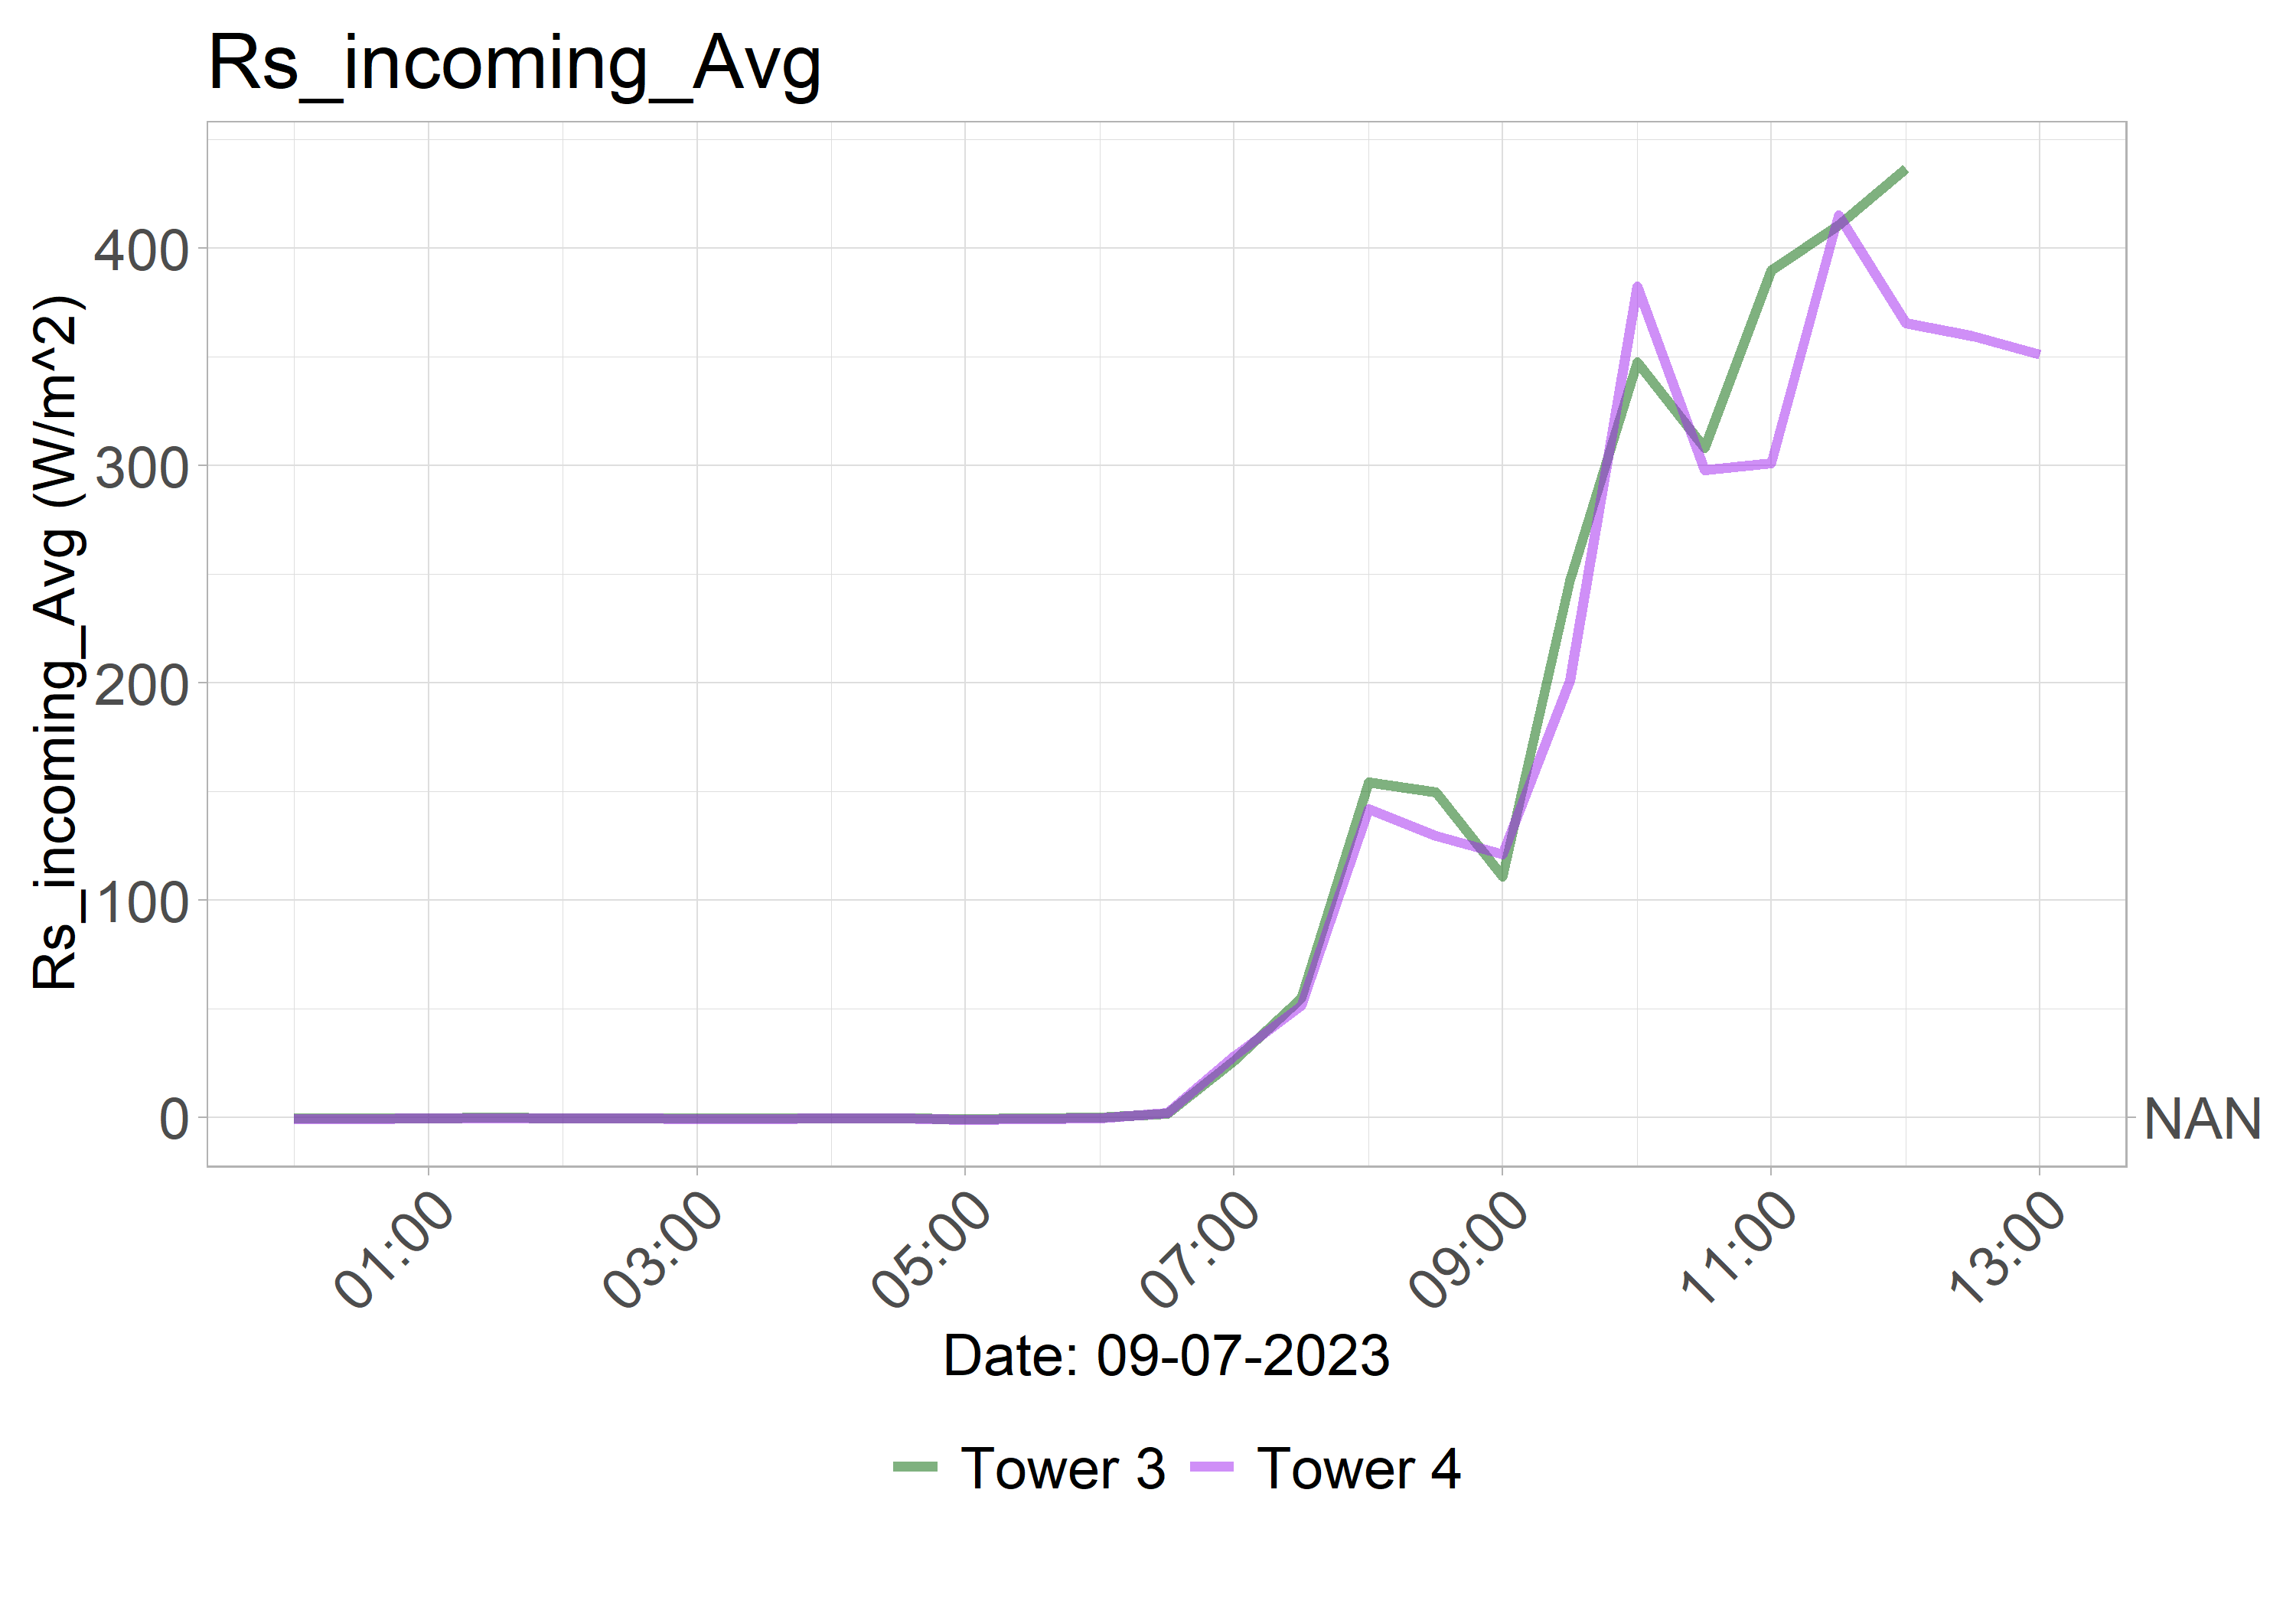 Rs_incoming_Avg
Rs_incoming_Avg (W/m^2)
400
300
200
100
0
NAN
01:00
03:00
05:00
07:00
09:00
11:00
13:00
Date: 09-07-2023
Tower 3
Tower 4